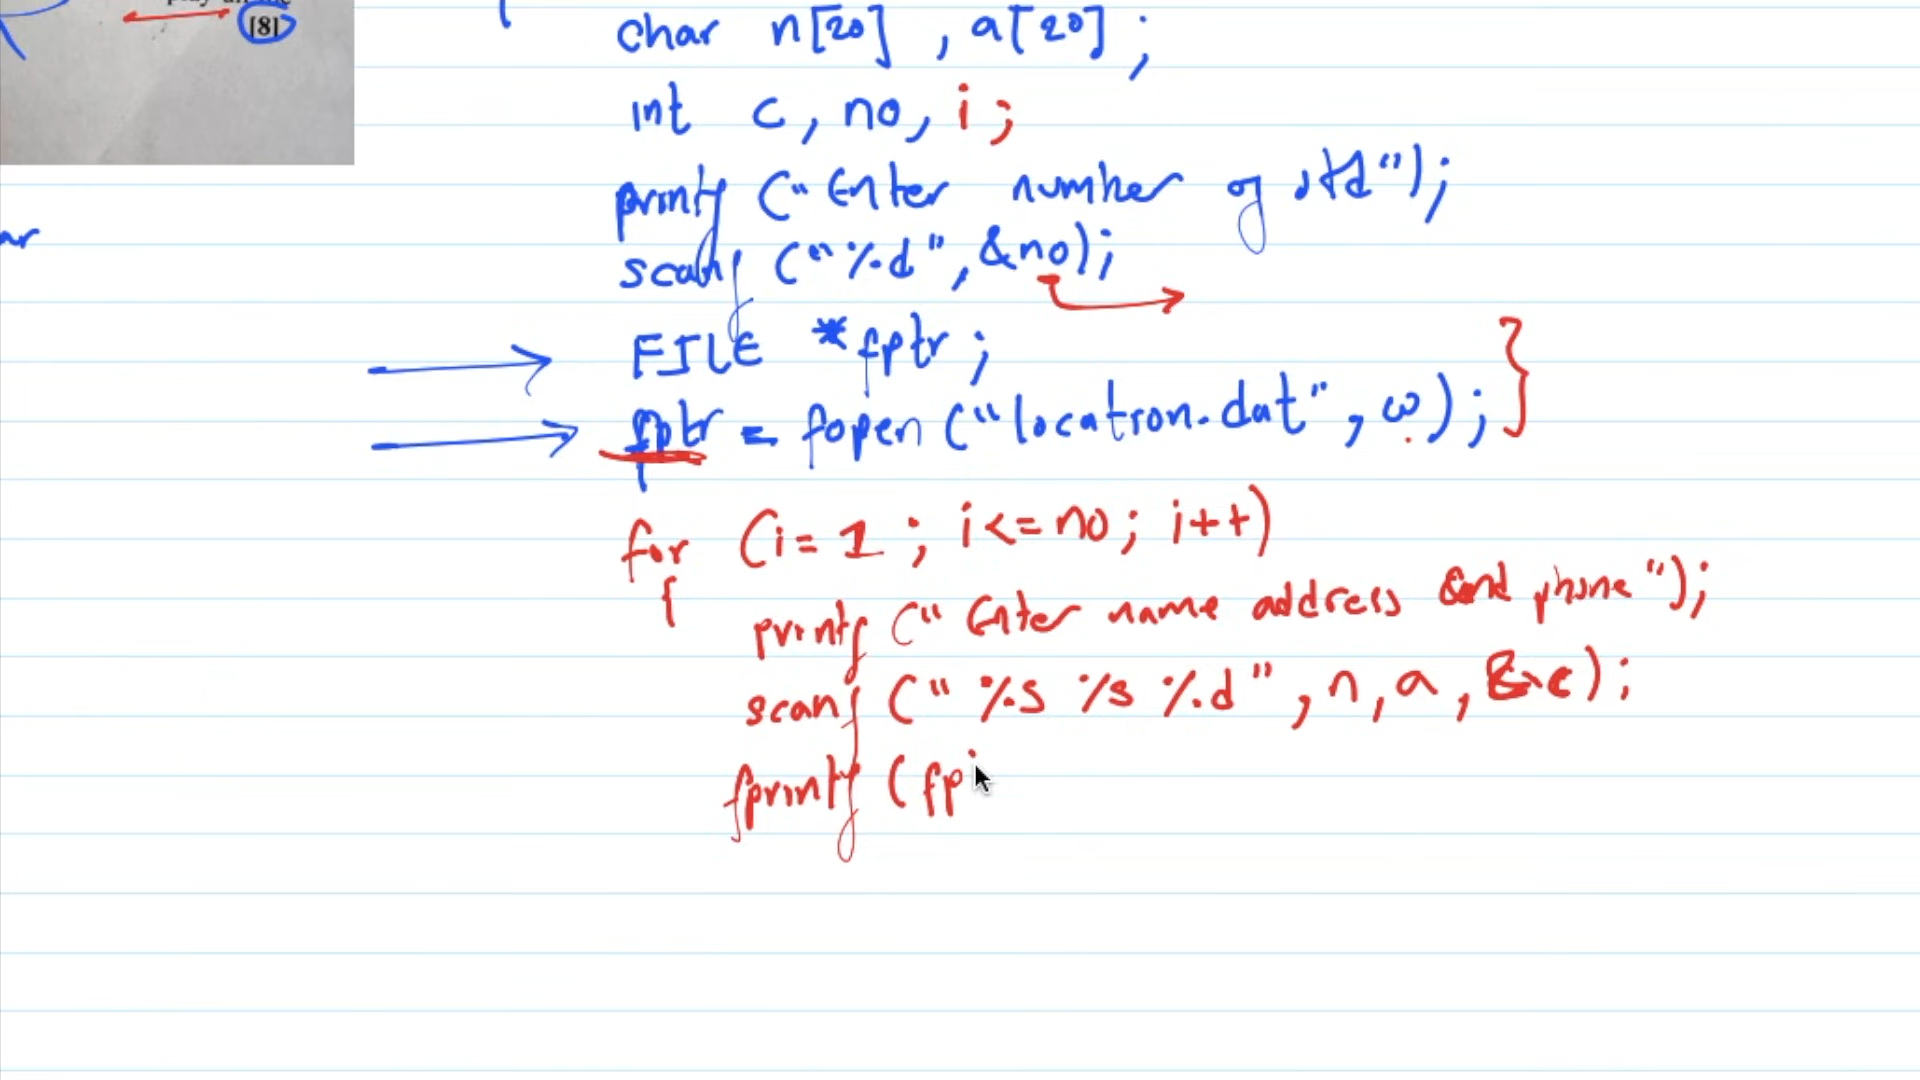 [8]
char n[20] , a[20] ;
int c, no, i ;
printf ("Enter number of std");
scanf ("%d", &no);
FILE *fptr ;
fptr = fopen ("location.dat", w);
for (i=1 ; i<=no; i++)
{
printf ("Enter name address and phone");
scanf ("%s %s %d", n, a, &c);
fprintf (fp